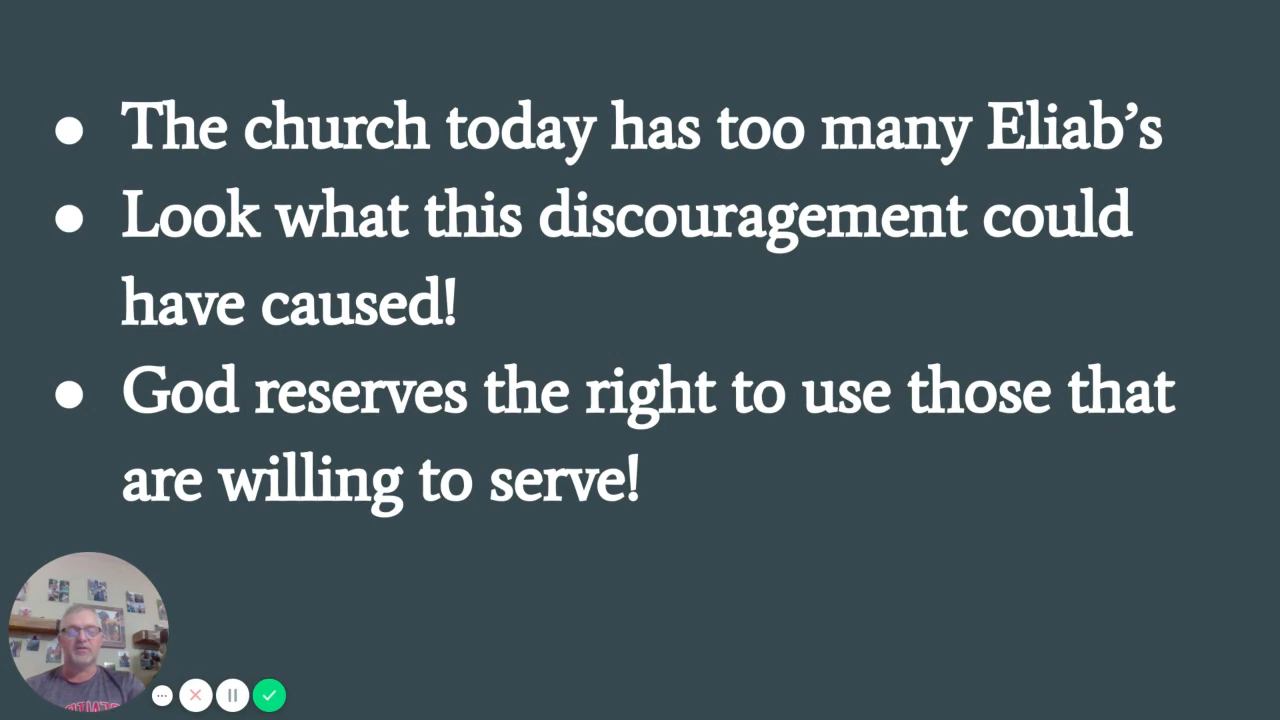 ● The church today has too many Eliab’s
● Look what this discouragement could
have caused!
● God reserves the right to use those that
are willing to serve!